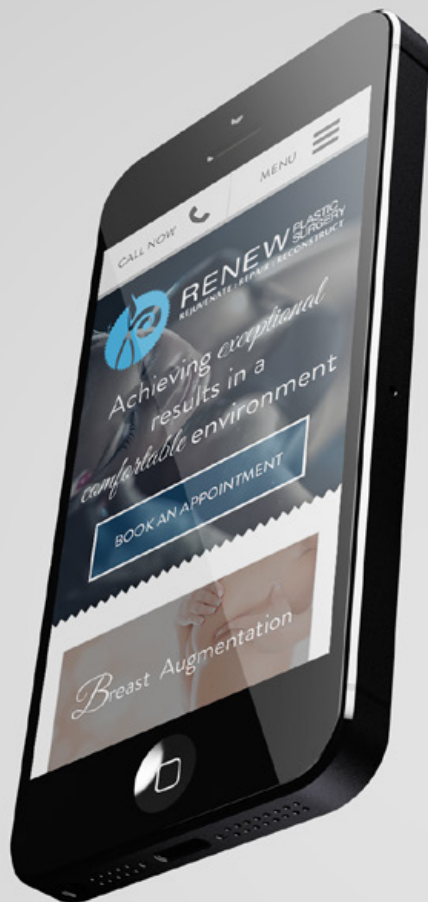 CALL NOW
MENU
RENEW PLASTIC SURGERY
REJUVENATE | REPAIR | RECONSTRUCT
Achieving exceptional
results in a
comfortable environment
BOOK AN APPOINTMENT
Breast Augmentation